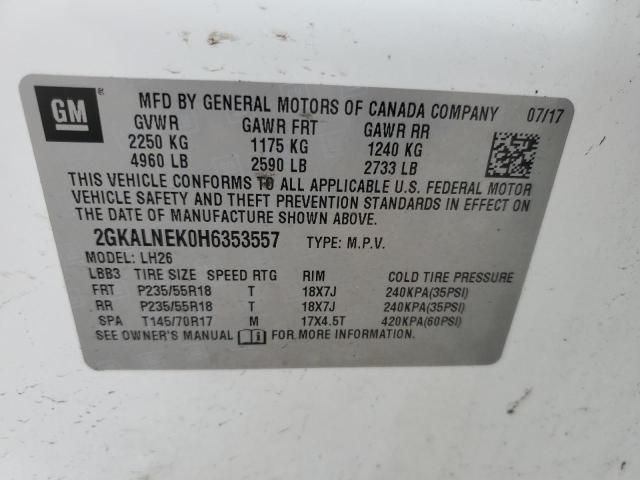 GM
MFD BY GENERAL MOTORS OF CANADA COMPANY 07/17
GVWR GAWR FRT GAWR RR
2250 KG 1175 KG 1240 KG
4960 LB 2590 LB 2733 LB
THIS VEHICLE CONFORMS TO ALL APPLICABLE U.S. FEDERAL MOTOR
VEHICLE SAFETY AND THEFT PREVENTION STANDARDS IN EFFECT ON
THE DATE OF MANUFACTURE SHOWN ABOVE.
2GKALNEK0H6353557 TYPE: M.P.V.
MODEL: LH26
LBB3 TIRE SIZE SPEED RTG RIM COLD TIRE PRESSURE
FRT P235/55R18 T 18X7J 240KPA(35PSI)
RR P235/55R18 T 18X7J 240KPA(35PSI)
SPA T145/70R17 M 17X4.5T 420KPA(60PSI)
SEE OWNER'S MANUAL FOR MORE INFORMATION.